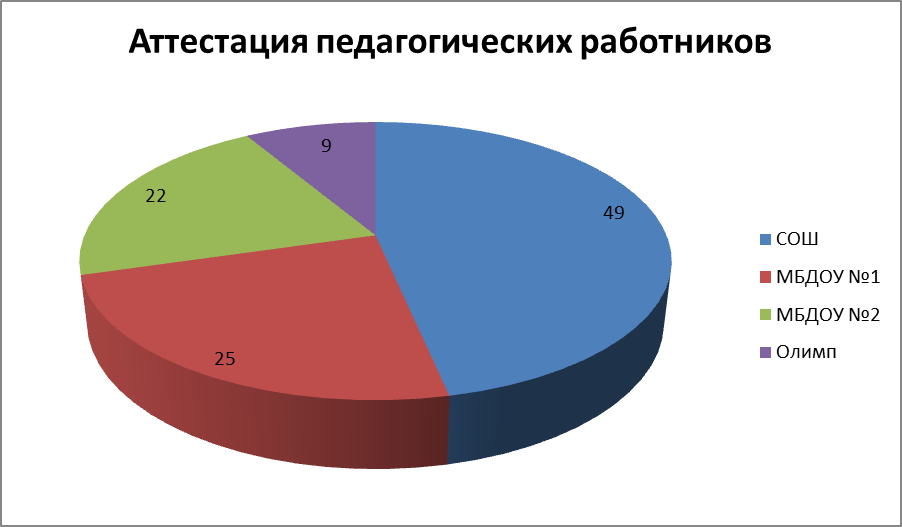 Аттестация педагогических работников
9
22
49
25
СОШ
МБДОУ №1
МБДОУ №2
Олимп